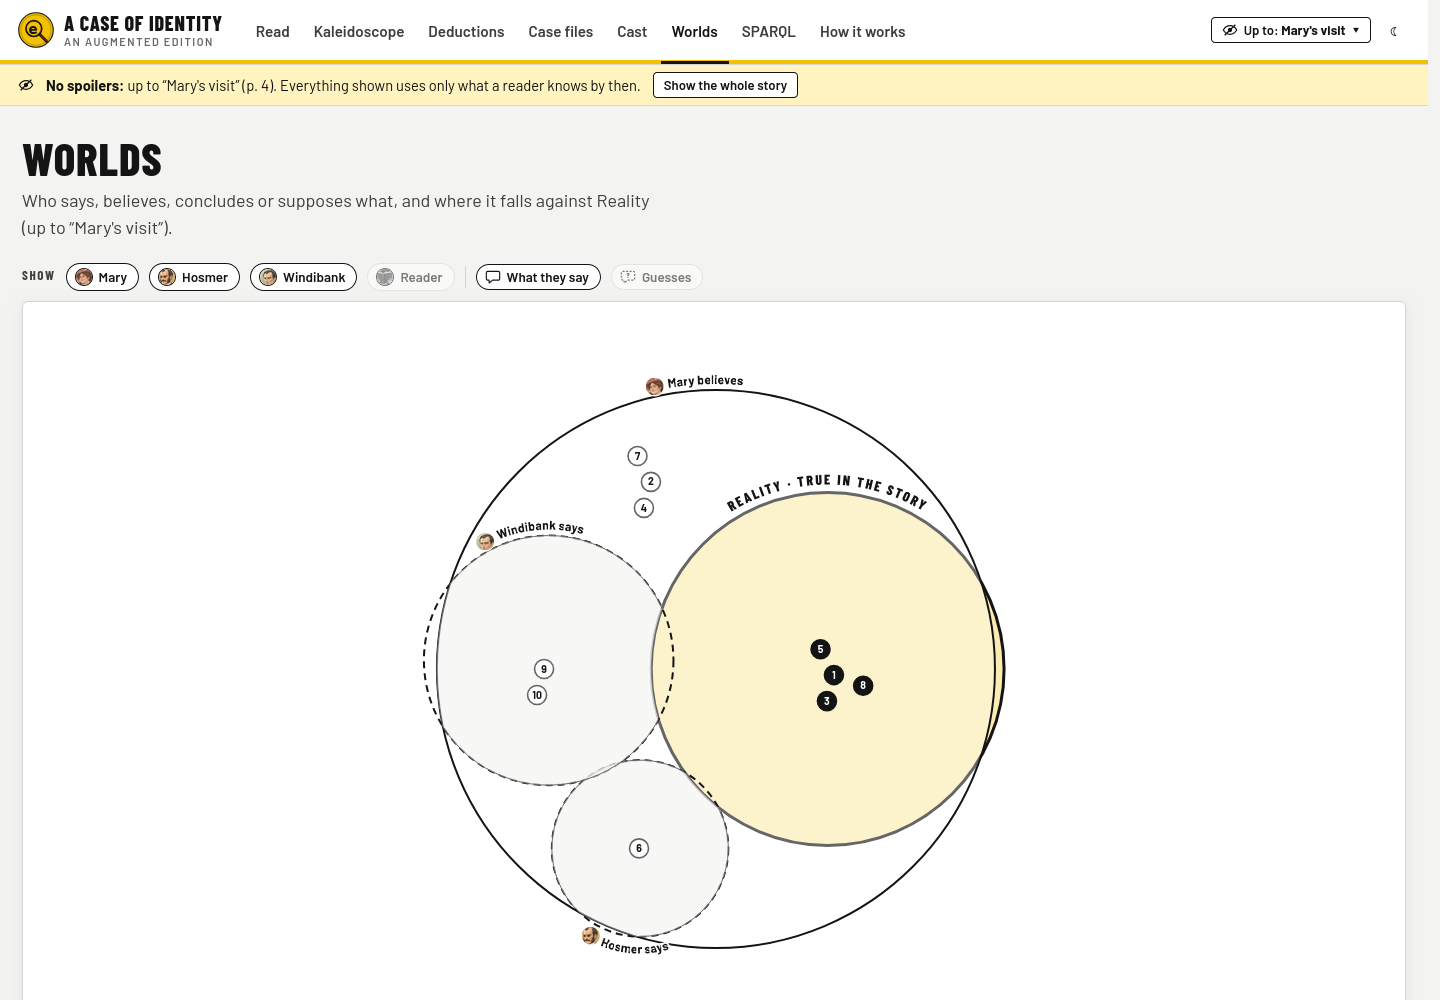 A CASE OF IDENTITY
AN AUGMENTED EDITION
Read Kaleidoscope Deductions Case files Cast Worlds SPARQL How it works
Up to: Mary's visit ▼
No spoilers: up to “Mary's visit” (p. 4). Everything shown uses only what a reader knows by then. Show the whole story
WORLDS
Who says, believes, concludes or supposes what, and where it falls against Reality
(up to “Mary's visit”).
SHOW Mary Hosmer Windibank Reader What they say Guesses
Mary believes
7
2
REALITY · TRUE IN THE STORY
4
Windibank says
5
9
1
8
10
3
6
Hosmer says